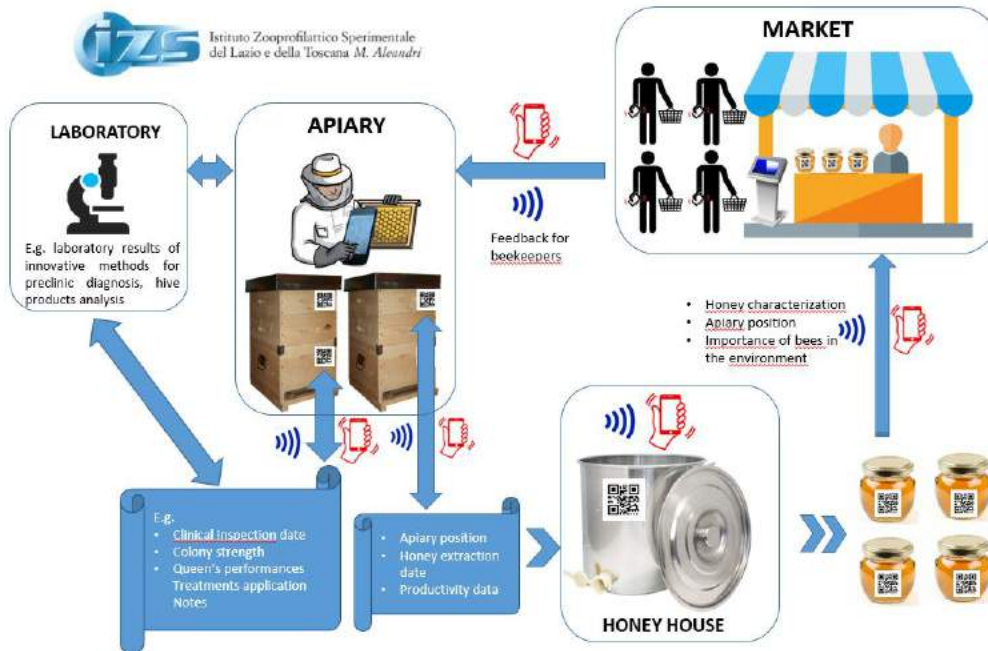 izs
Istituto Zooprofilattico Sperimentale
del Lazio e della Toscana M. Aleandri
MARKET
LABORATORY
E.g. laboratory results of
innovative methods for
preclinic diagnosis, hive
products analysis
APIARY
Feedback for
beekeepers
• Honey characterization
• Apiary position
• Importance of bees in
the environment
E.g.
• Clinical Inspection date
• Colony strength
• Queen's performances
Treatments application
Notes
• Apiary position
• Honey extraction
date
• Productivity data
HONEY HOUSE